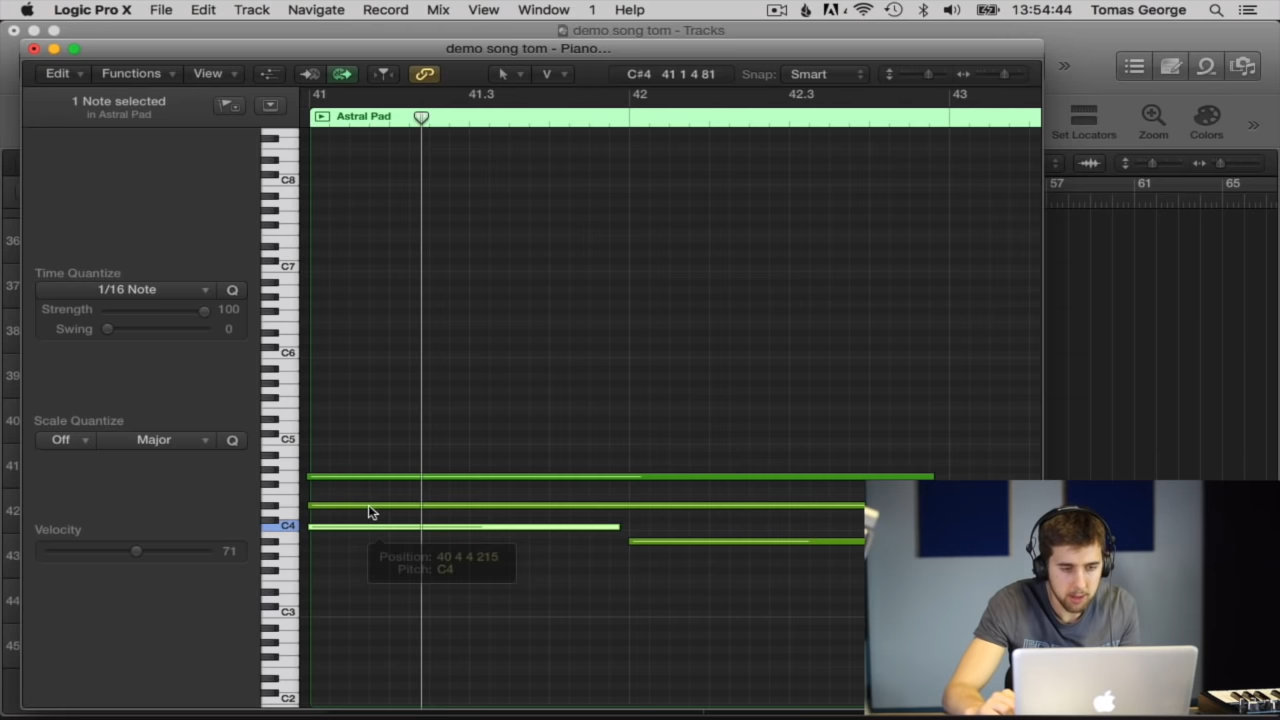 Logic Pro X File Edit Track Navigate Record Mix View Window 1 Help 13:54:44 Tomas George
demo song tom - Tracks
demo song tom - Piano...
Edit Functions View V C#4 41 1 4 81 Snap: Smart
1 Note selected
in Astral Pad
41 41.3 42 42.3 43
Astral Pad
Set Locators Zoom Colors
57 61 65
C8
C7
C6
C5
C4
C3
C2
36
37
38
39
40
41
42
43
44
45
Time Quantize
1/16 Note Q
Strength 100
Swing 0
Scale Quantize
Off Major Q
Velocity
71
Position: 40 4 4 215
Pitch: C4